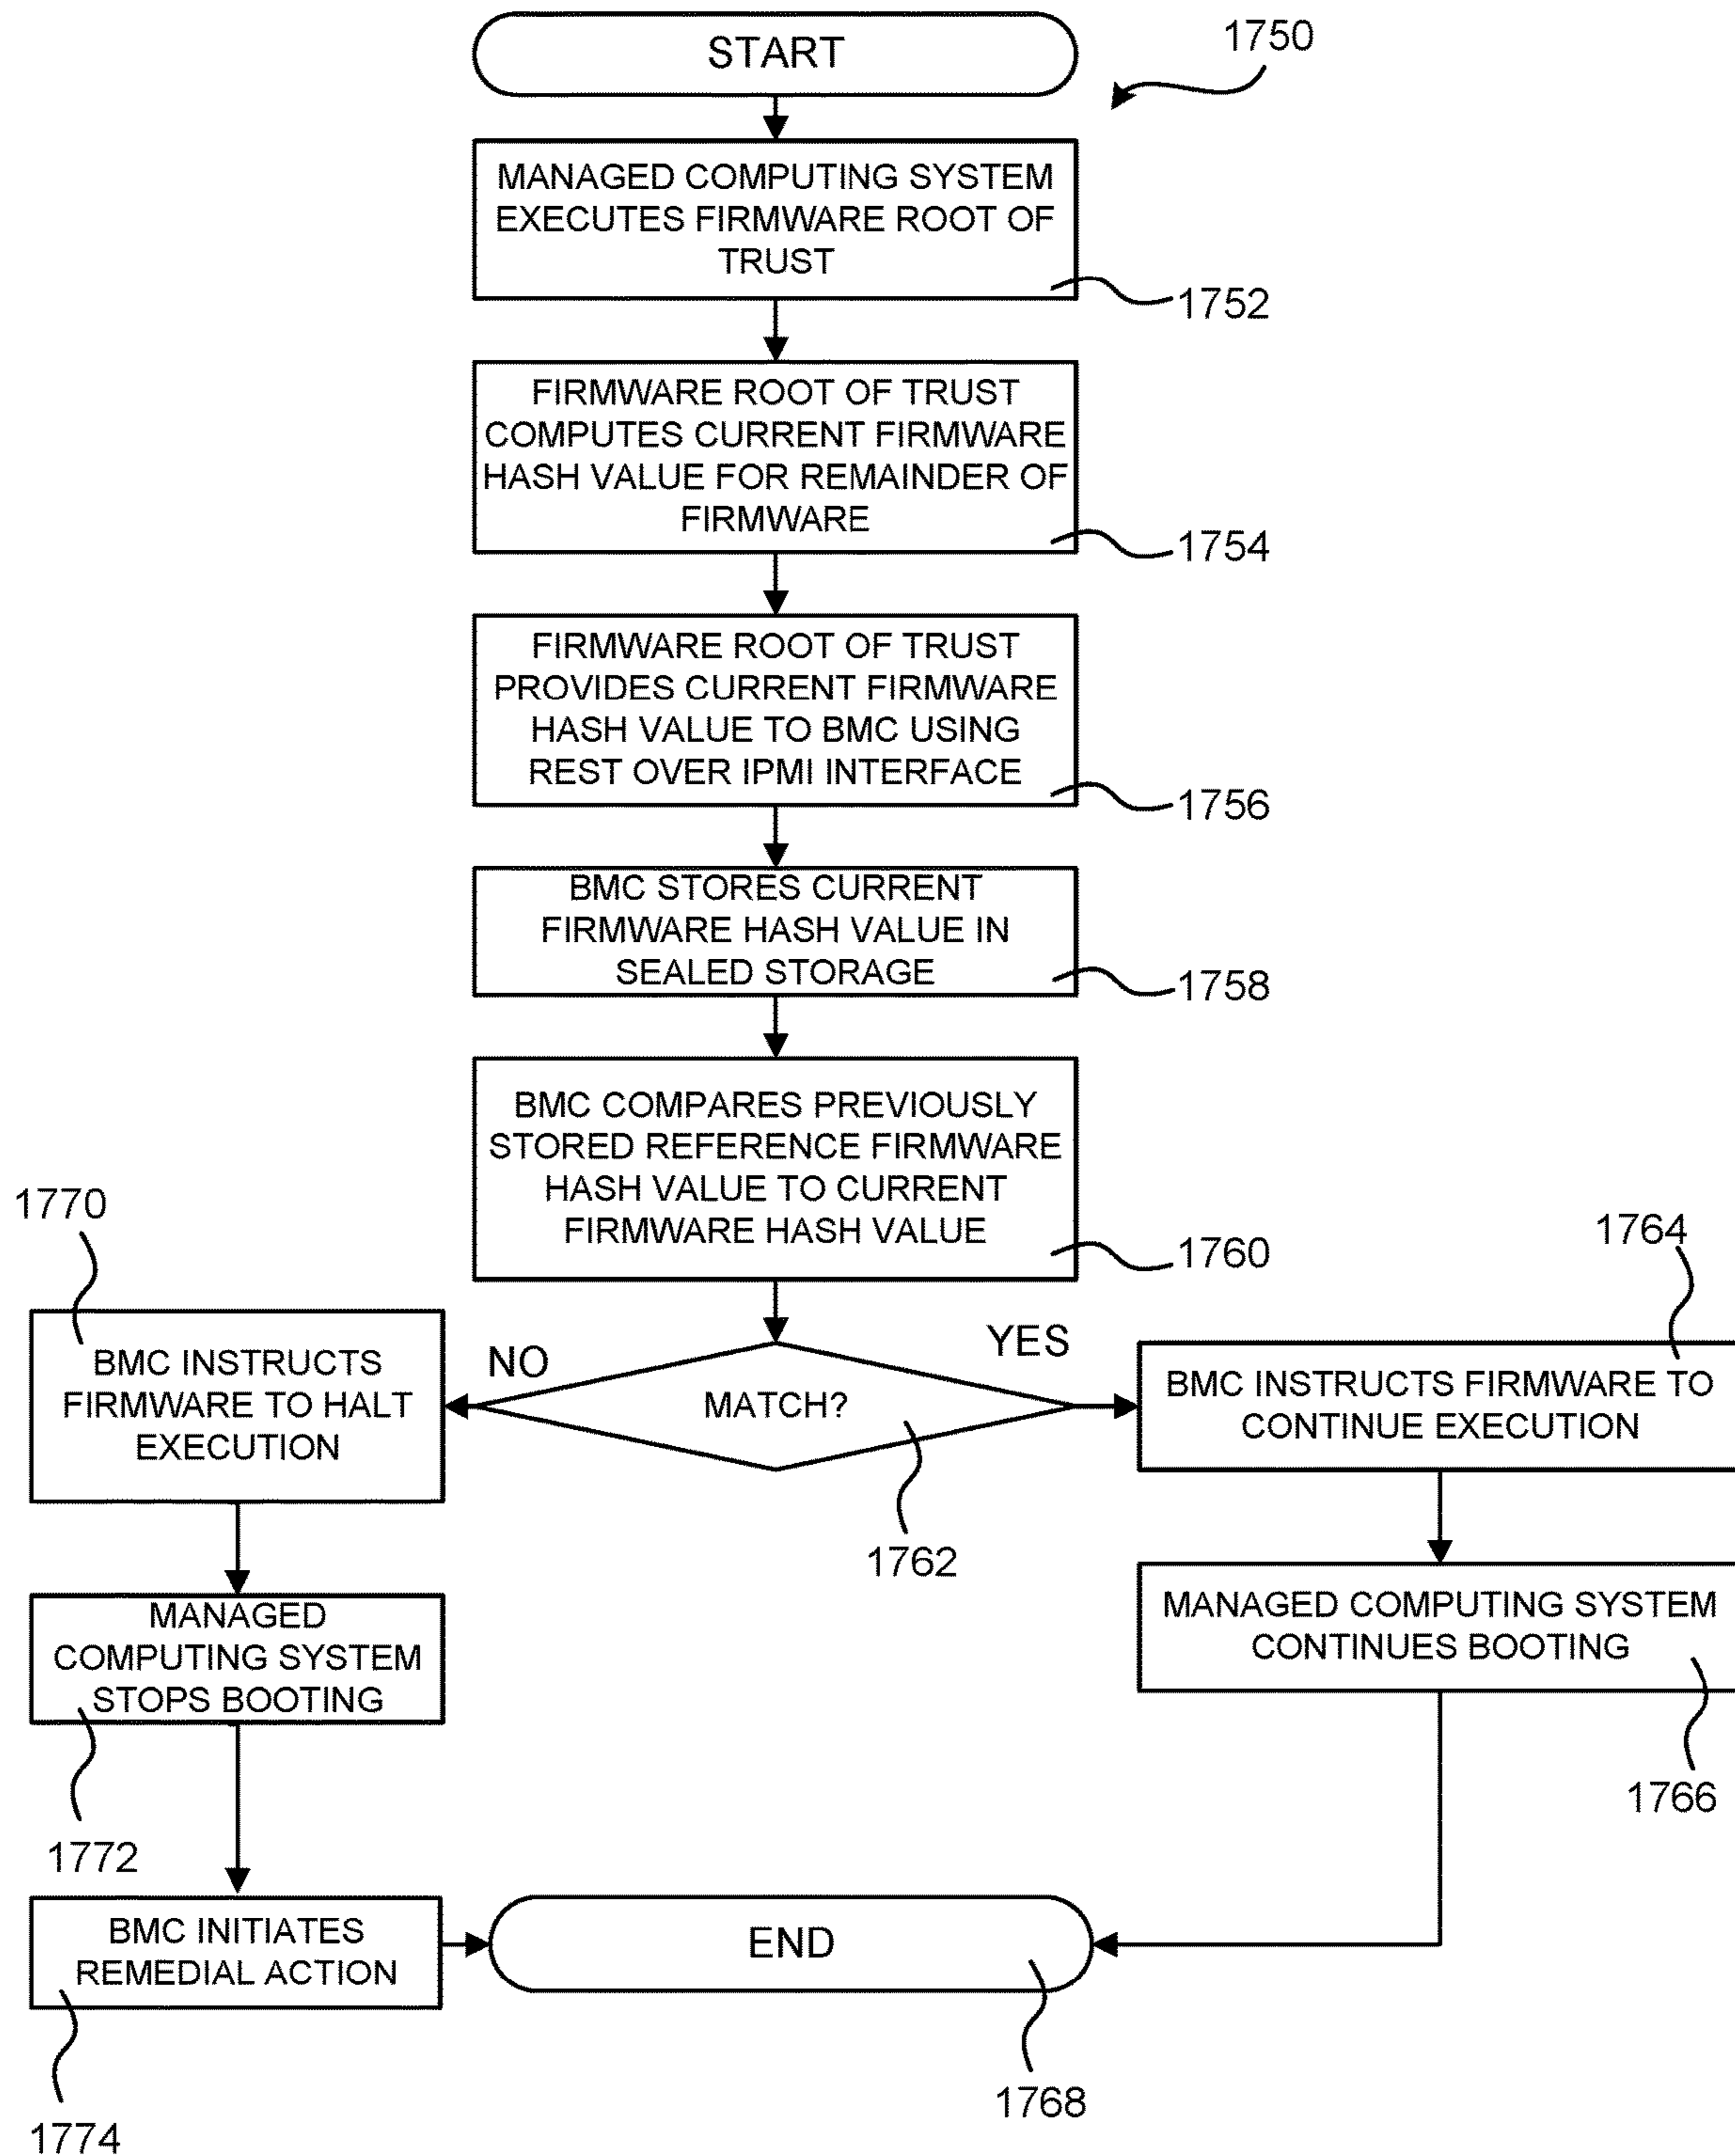 START
1750
MANAGED COMPUTING SYSTEM
EXECUTES FIRMWARE ROOT OF
TRUST
1752
FIRMWARE ROOT OF TRUST
COMPUTES CURRENT FIRMWARE
HASH VALUE FOR REMAINDER OF
FIRMWARE
1754
FIRMWARE ROOT OF TRUST
PROVIDES CURRENT FIRMWARE
HASH VALUE TO BMC USING
REST OVER IPMI INTERFACE
1756
BMC STORES CURRENT
FIRMWARE HASH VALUE IN
SEALED STORAGE
1758
BMC COMPARES PREVIOUSLY
STORED REFERENCE FIRMWARE
HASH VALUE TO CURRENT
FIRMWARE HASH VALUE
1760
1770
1764
BMC INSTRUCTS
FIRMWARE TO HALT
EXECUTION
NO
MATCH?
YES
BMC INSTRUCTS FIRMWARE TO
CONTINUE EXECUTION
1762
MANAGED
COMPUTING SYSTEM
STOPS BOOTING
1772
MANAGED COMPUTING SYSTEM
CONTINUES BOOTING
1766
BMC INITIATES
REMEDIAL ACTION
1774
END
1768